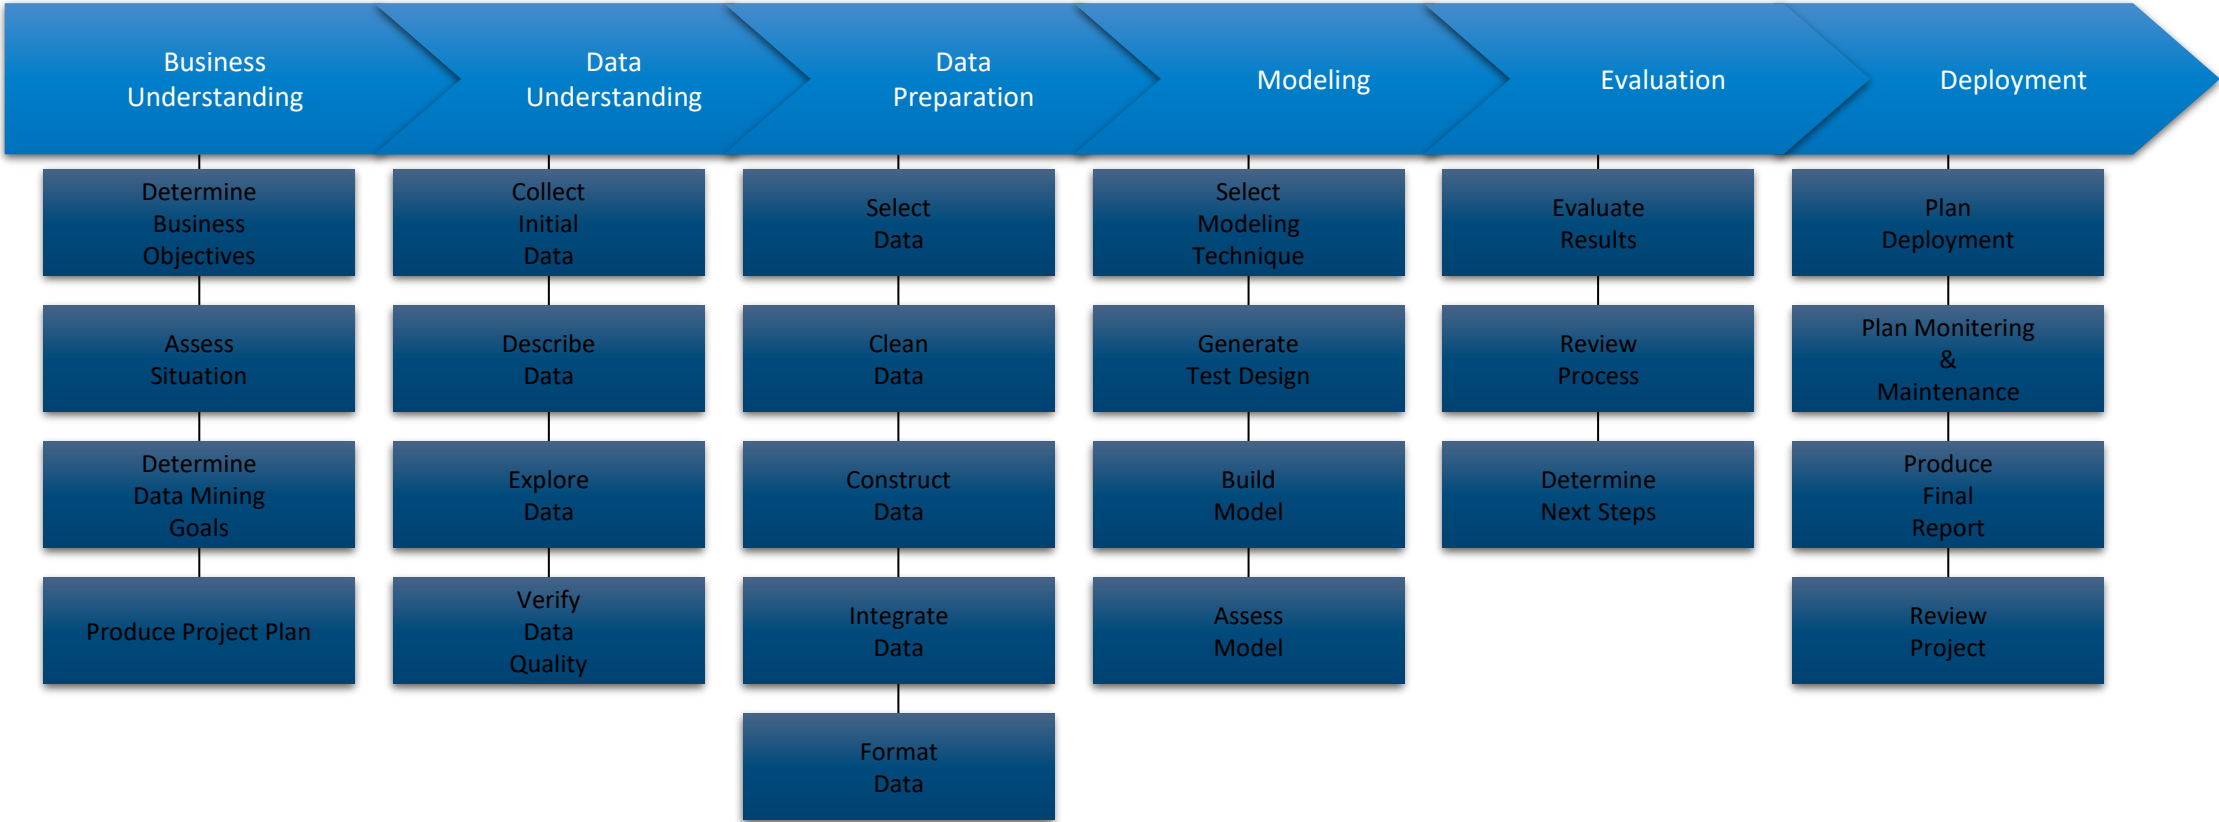 Business
Understanding
Data
Understanding
Data
Preparation
Modeling
Evaluation
Deployment
Determine
Business
Objectives
Assess
Situation
Determine
Data Mining
Goals
Produce Project Plan
Collect
Initial
Data
Describe
Data
Explore
Data
Verify
Data
Quality
Select
Data
Clean
Data
Construct
Data
Integrate
Data
Format
Data
Select
Modeling
Technique
Generate
Test Design
Build
Model
Assess
Model
Evaluate
Results
Review
Process
Determine
Next Steps
Plan
Deployment
Plan Monitering
&
Maintenance
Produce
Final
Report
Review
Project